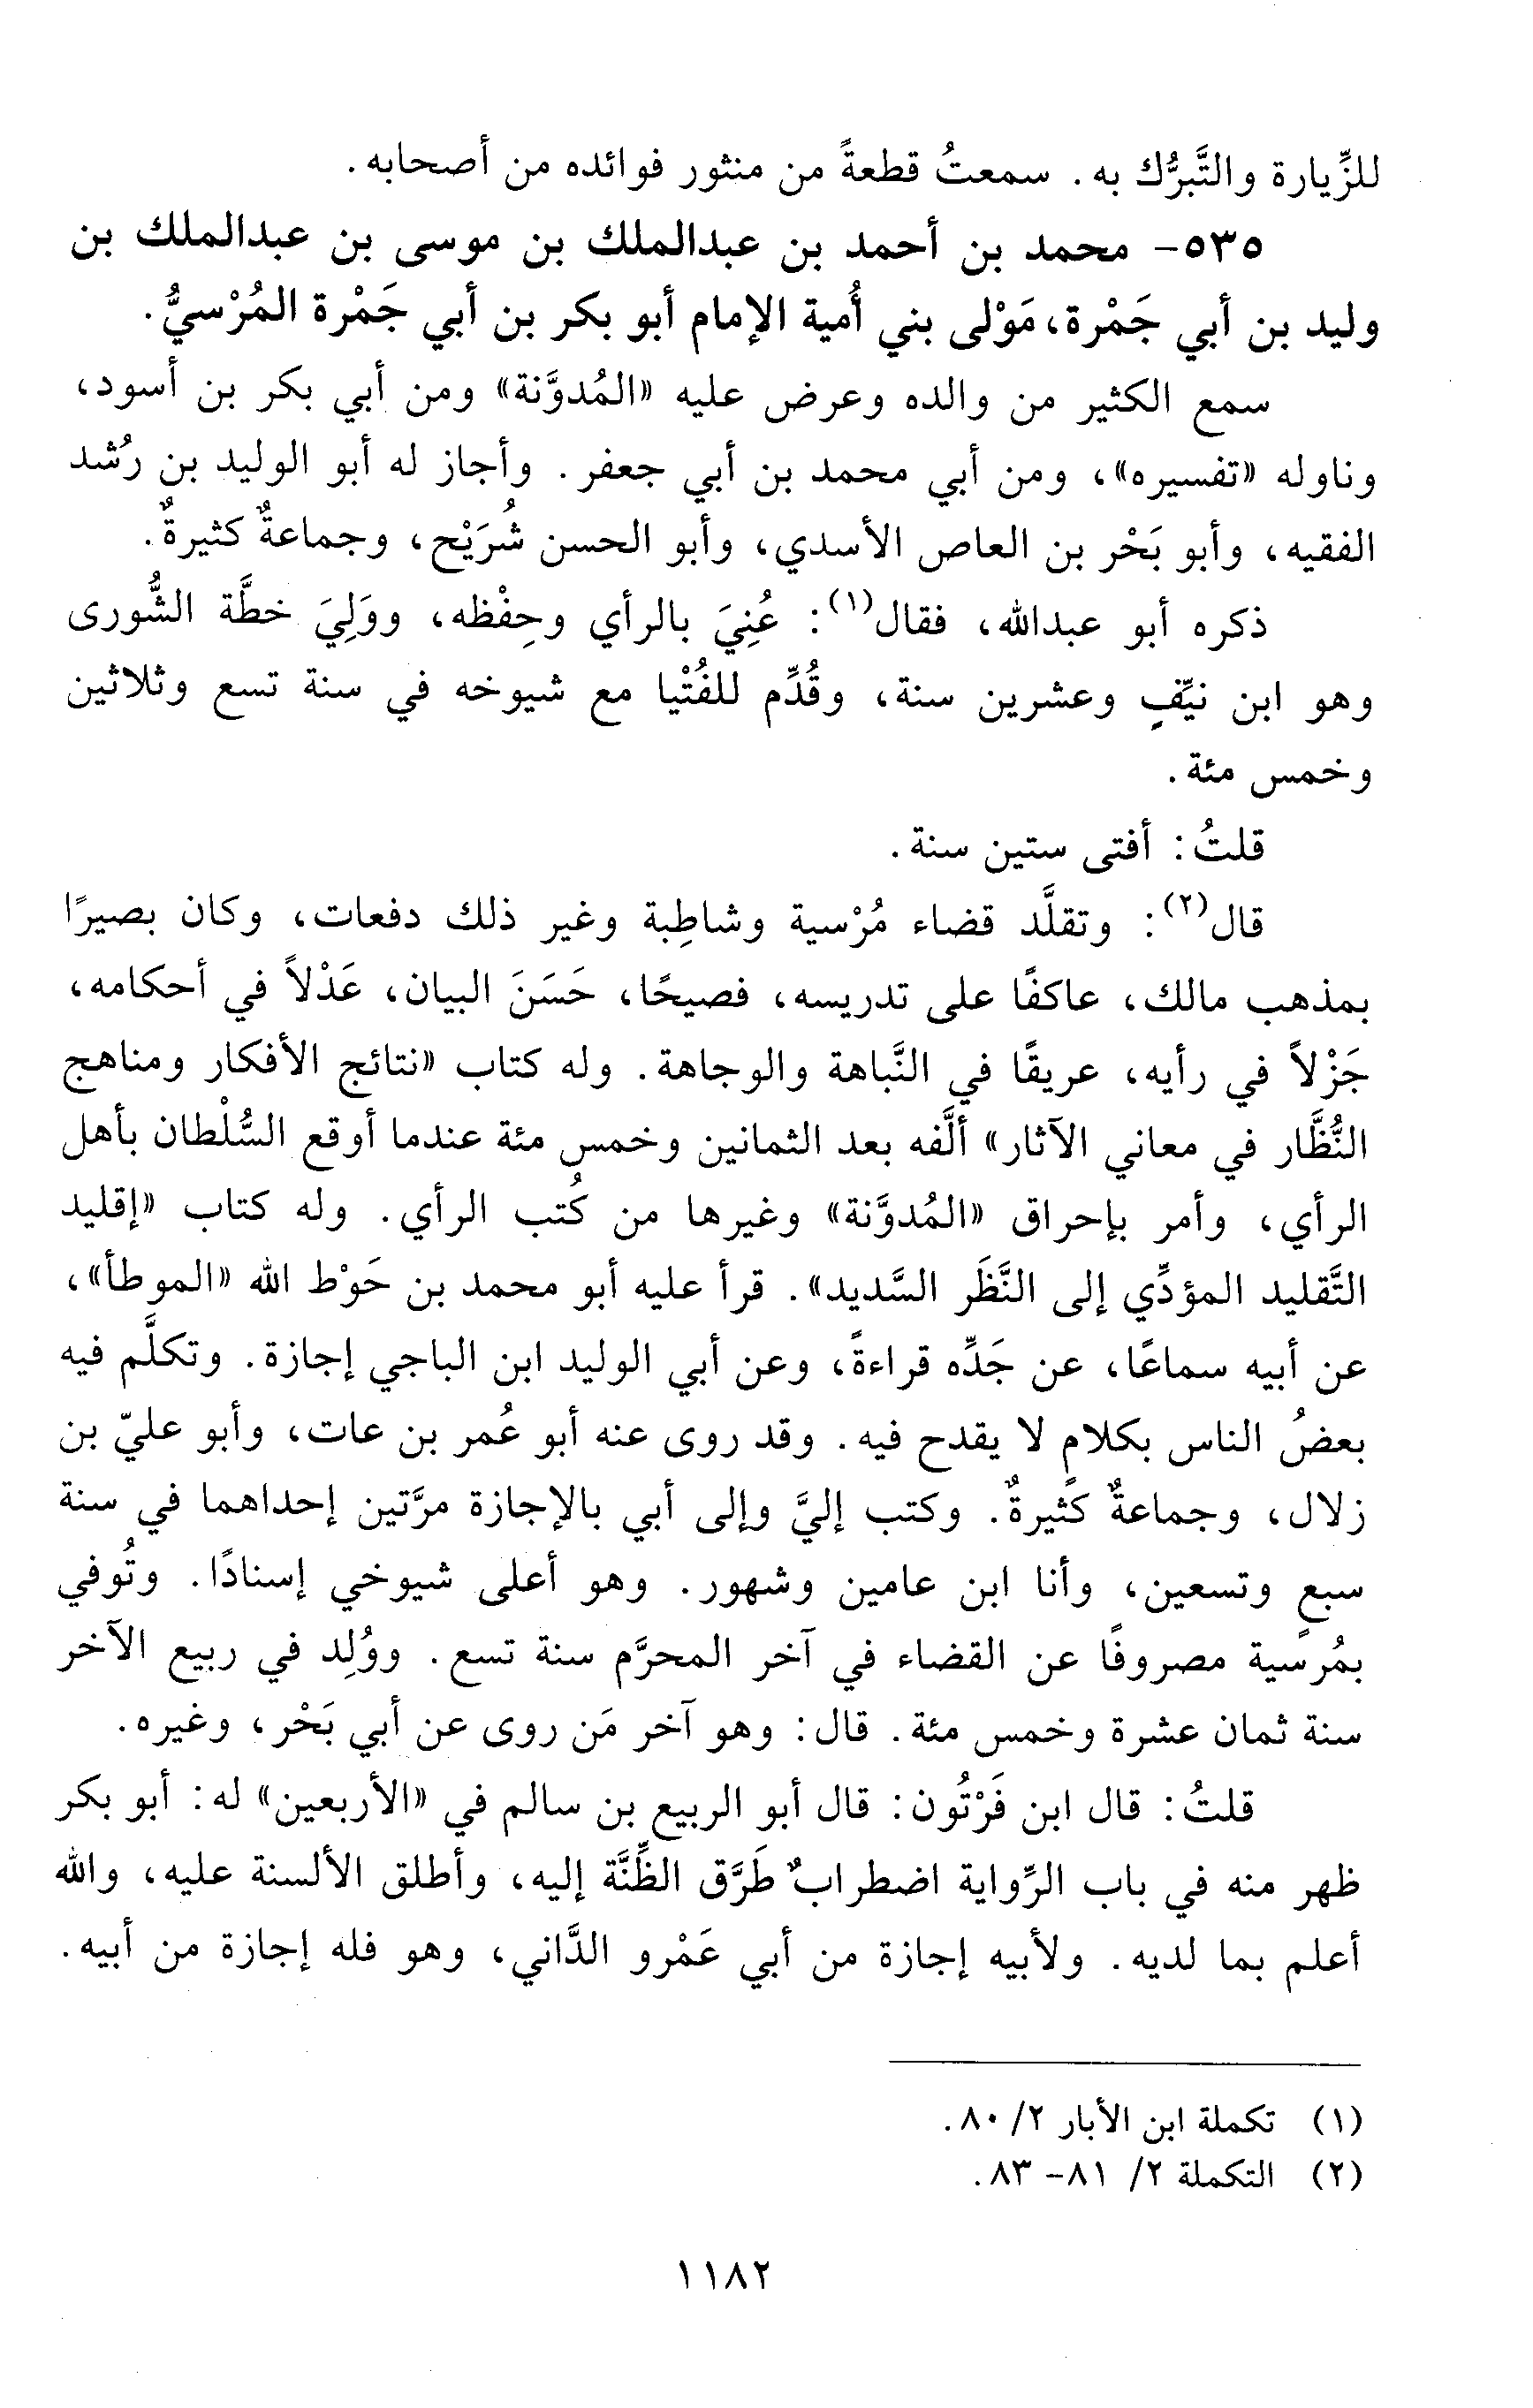 للزِّيارة والتَّبرُّك به. سمعتُ قطعةً من منثور فوائده من أصحابه.
٥٣٥- محمد بن أحمد بن عبدالملك بن موسى بن عبدالملك بن
وليد بن أبي جَمْرة، مَوْلى بني أُمية الإمام أبو بكر بن أبي جَمْرة المُرْسيُّ.
سمع الكثير من والده وعرض عليه «المُدوَّنة» ومن أبي بكر بن أسود،
وناوله «تفسيره»، ومن أبي محمد بن أبي جعفر. وأجاز له أبو الوليد بن رُشد
الفقيه، وأبو بَحْر بن العاص الأسدي، وأبو الحسن شُرَيْح، وجماعةٌ كثيرةٌ.
ذكره أبو عبدالله، فقال(١): عُنِيَ بالرأي وحِفْظه، ووَلِيَ خطَّة الشُّورى
وهو ابن نيِّفٍ وعشرين سنة، وقُدِّم للفُتْيا مع شيوخه في سنة تسع وثلاثين
وخمس مئة.
قلتُ: أفتى ستين سنة.
قال(٢): وتقلَّد قضاء مُرْسية وشاطِبة وغير ذلك دفعات، وكان بصيرًا
بمذهب مالك، عاكفًا على تدريسه، فصيحًا، حَسَنَ البيان، عَدْلاً في أحكامه،
جَزْلاً في رأيه، عريقًا في النَّباهة والوجاهة. وله كتاب «نتائج الأفكار ومناهج
النُّظَّار في معاني الآثار» ألَّفه بعد الثمانين وخمس مئة عندما أوقع السُّلْطان بأهل
الرأي، وأمر بإحراق «المُدوَّنة» وغيرها من كُتب الرأي. وله كتاب «إقليد
التَّقليد المؤدِّي إلى النَّظَر السَّديد». قرأ عليه أبو محمد بن حَوْط الله «الموطأ»،
عن أبيه سماعًا، عن جَدِّه قراءةً، وعن أبي الوليد ابن الباجي إجازة. وتكلَّم فيه
بعضُ الناس بكلامٍ لا يقدح فيه. وقد روى عنه أبو عُمر بن عات، وأبو عليّ بن
زلال، وجماعةٌ كثيرةٌ. وكتب إليَّ وإلى أبي بالإجازة مرَّتين إحداهما في سنة
سبعٍ وتسعين، وأنا ابن عامين وشهور. وهو أعلى شيوخي إسنادًا. وتُوفي
بمُرسية مصروفًا عن القضاء في آخر المحرَّم سنة تسع. ووُلِد في ربيع الآخر
سنة ثمان عشرة وخمس مئة. قال: وهو آخر مَن روى عن أبي بَحْر، وغيره.
قلتُ: قال ابن فَرْتُون: قال أبو الربيع بن سالم في «الأربعين» له: أبو بكر
ظهر منه في باب الرِّواية اضطرابٌ طَرَّق الظِّنَّة إليه، وأطلق الألسنة عليه، والله
أعلم بما لديه. ولأبيه إجازة من أبي عَمْرو الدَّاني، وهو فله إجازة من أبيه.
(١) تكملة ابن الأبار ٢/ ٨٠.
(٢) التكملة ٢/ ٨١- ٨٣.
١١٨٢